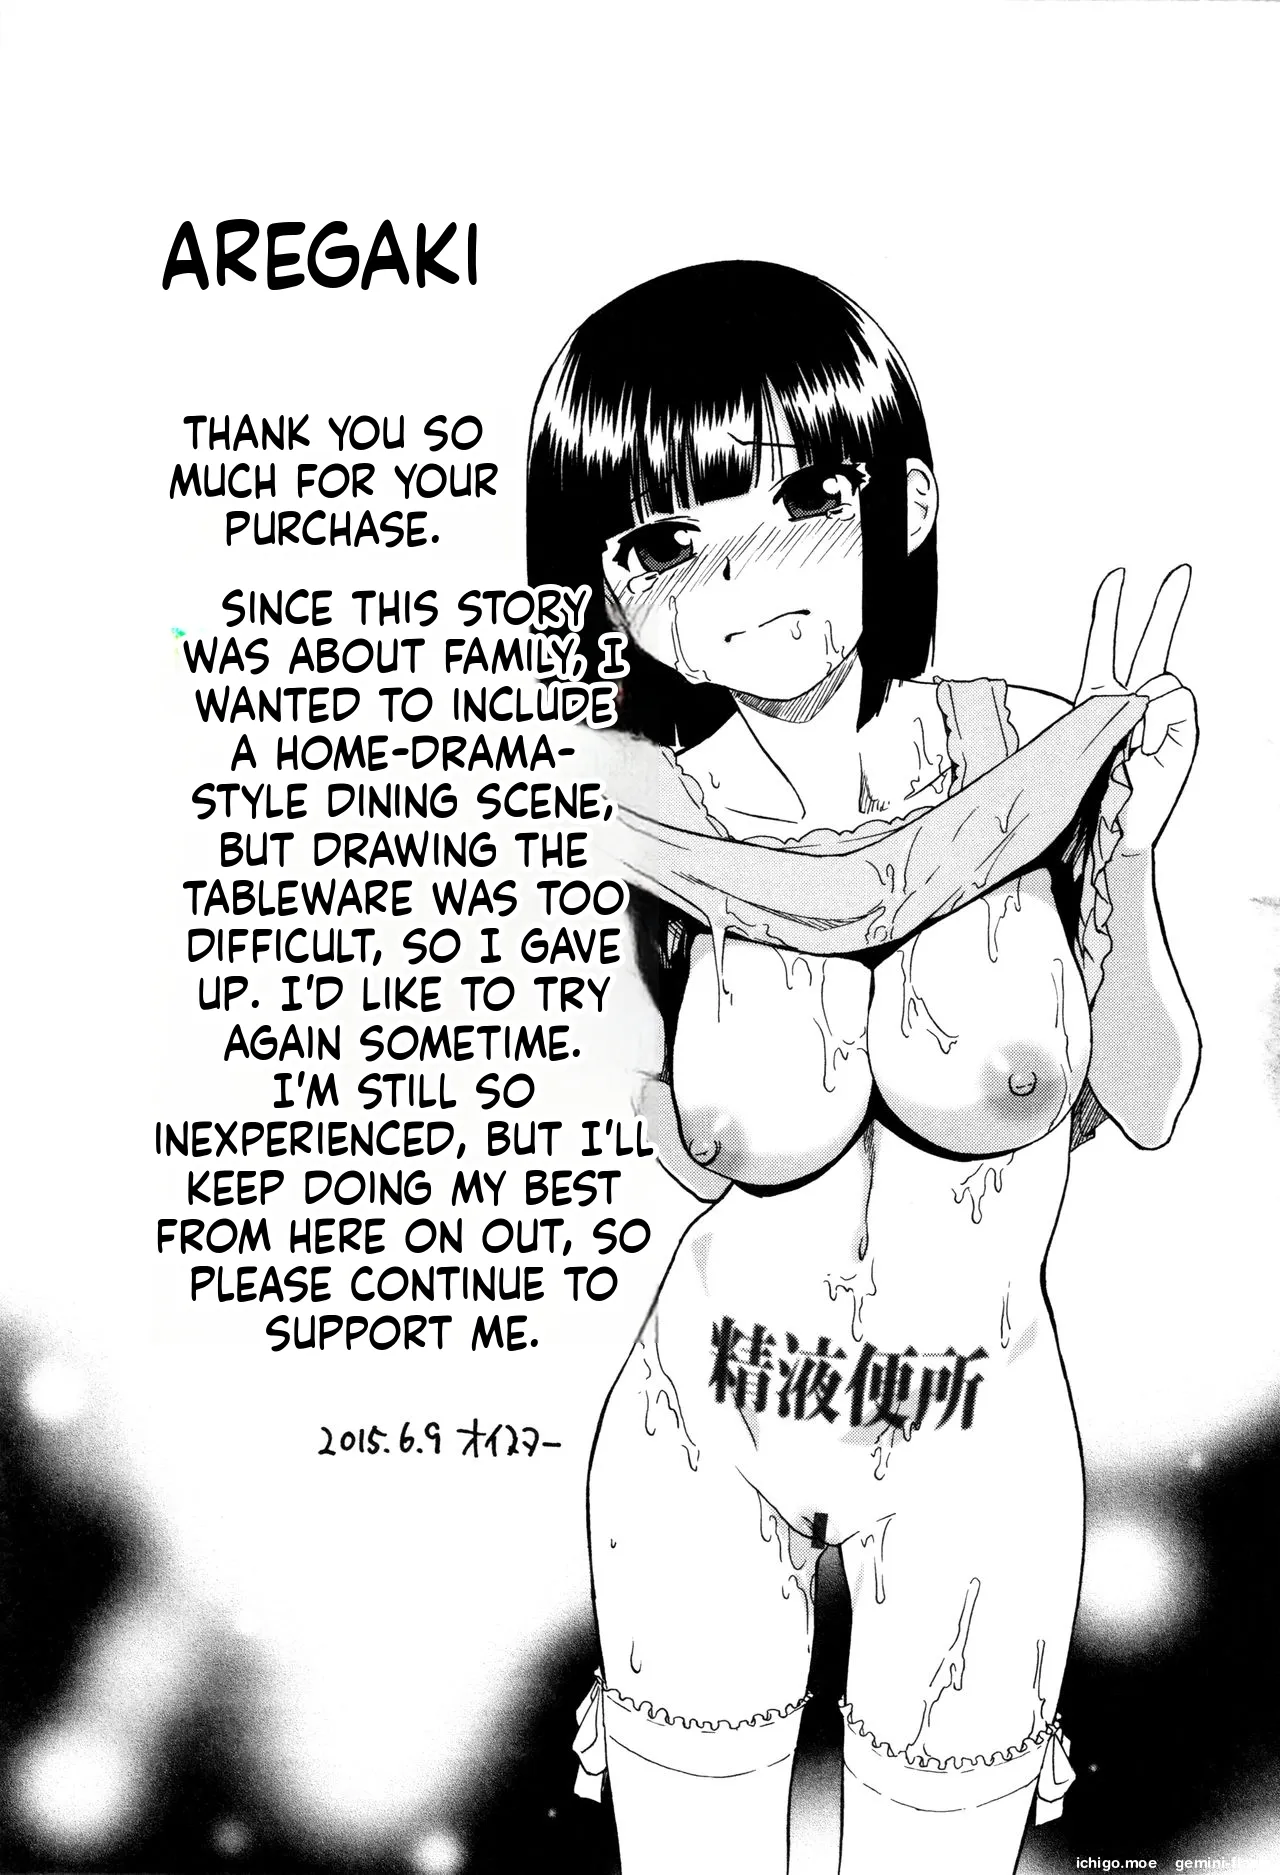 AREGAKI
THANK YOU SO
MUCH FOR YOUR
PURCHASE.
SINCE THIS STORY
WAS ABOUT FAMILY, I
WANTED TO INCLUDE
A HOME-DRAMA-
STYLE DINING SCENE,
BUT DRAWING THE
TABLEWARE WAS TOO
DIFFICULT, SO I GAVE
UP. I'D LIKE TO TRY
AGAIN SOMETIME.
I'M STILL SO
INEXPERIENCED, BUT I'LL
KEEP DOING MY BEST
FROM HERE ON OUT, SO
PLEASE CONTINUE TO
SUPPORT ME.
精液便所
2015.6.9 オイスター
ichigo.moe